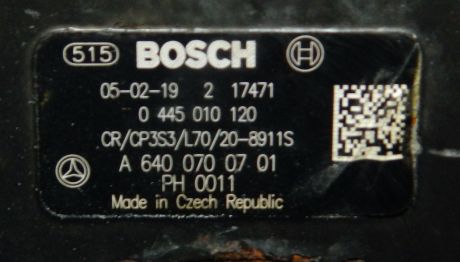 515 BOSCH
05-02-19 2 17471
0 445 010 120
CR/CP3S3/L70/20-8911S
A 640 070 07 01
PH 0011
Made in Czech Republic